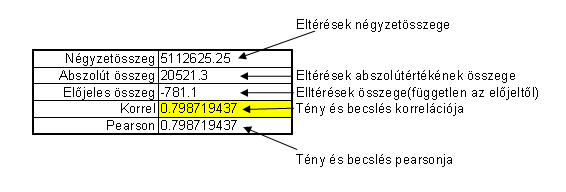 Eltérések négyzetösszege
Négyzetösszeg 5112625.25
Abszolút összeg 20521.3 Eltérések abszolútértékének összege
Előjeles összeg -781.1 Elltérések összege(független az előjeltől)
Korrel 0.798719437 Tény és becslés korrelációja
Pearson 0.798719437
Tény és becslés pearsonja